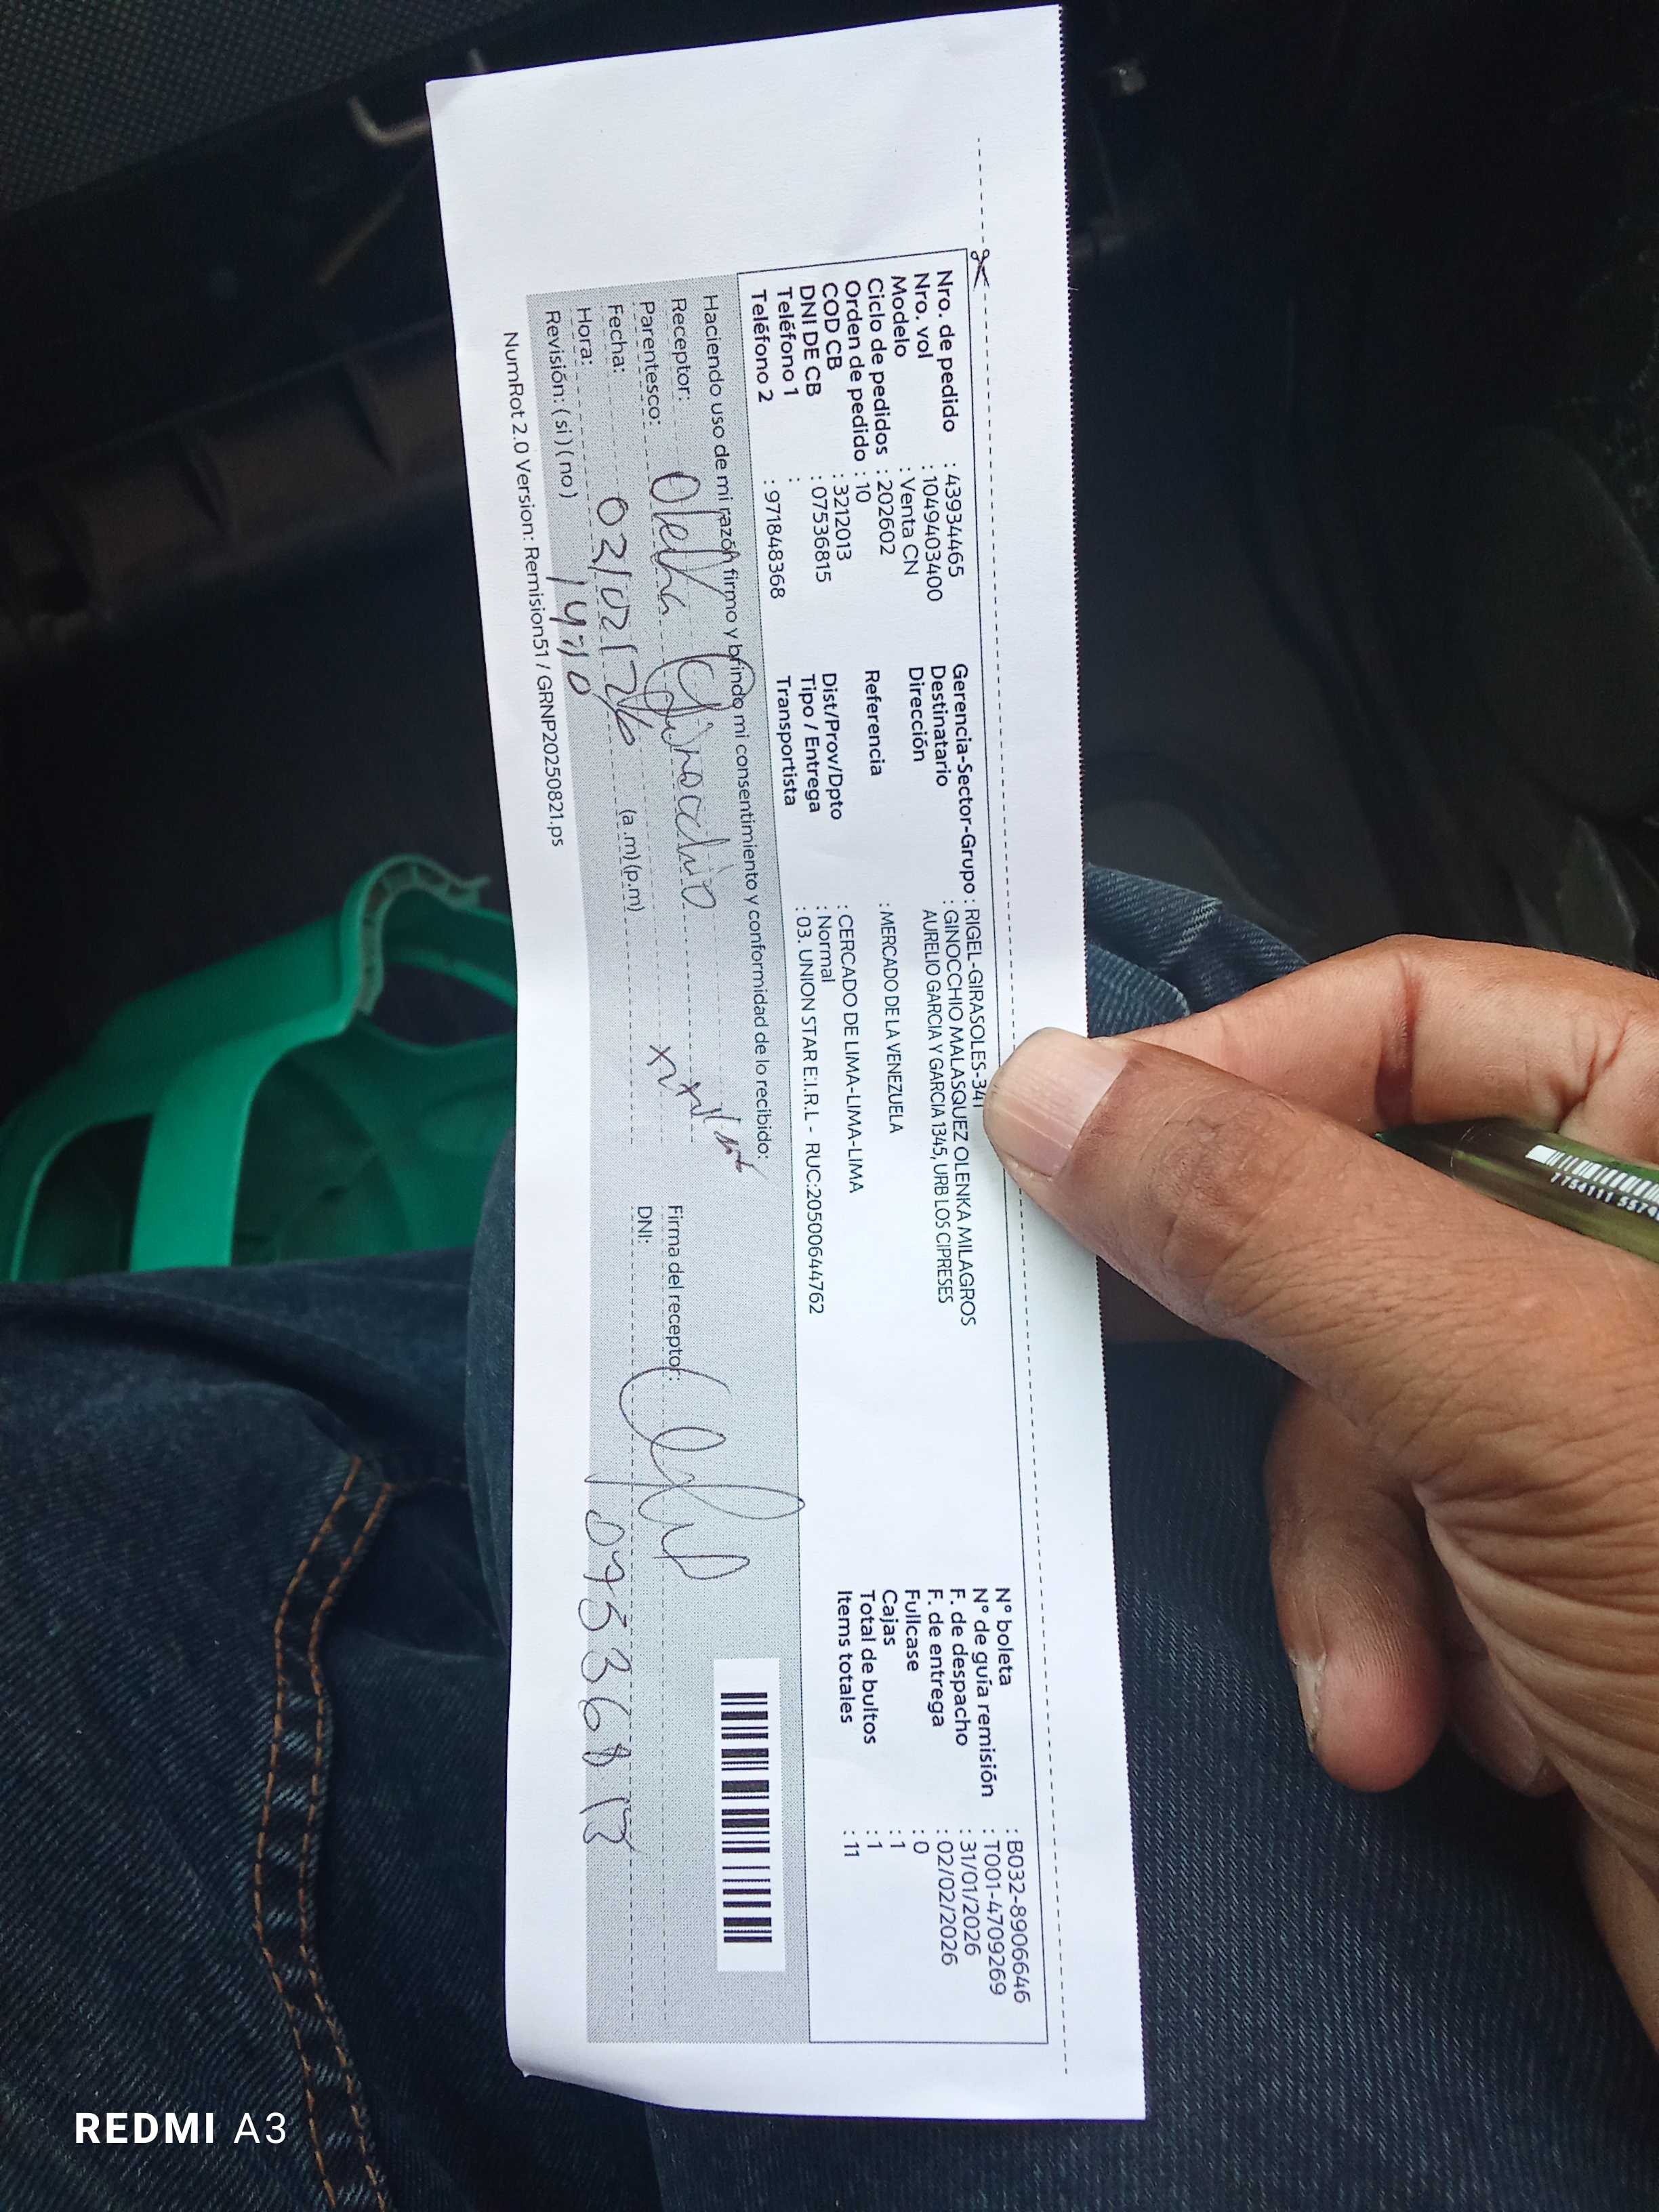 Nro. de pedido : 43934465
Nro. vol : 1049403400
Modelo : Venta CN
Ciclo de pedidos : 202602
Orden de pedido : 10
COD CB : 3212013
DNI DE CB : 07536815
Teléfono 1 :
Teléfono 2 : 971848368
Gerencia-Sector-Grupo : RIGEL-GIRASOLES-341
Destinatario : GINOCCHIO MALASQUEZ OLENKA MILAGROS
Dirección AURELIO GARCIA Y GARCIA 1345, URB LOS CIPRESES
Referencia : MERCADO DE LA VENEZUELA
Dist/Prov/Dpto : CERCADO DE LIMA-LIMA-LIMA
Tipo / Entrega : Normal
Transportista : 03. UNION STAR E.I.R.L - RUC:20500644762
N° boleta : B032-8906646
N° de guía remisión : T001-4709269
F. de despacho : 31/01/2026
F. de entrega : 02/02/2026
Fullcase : 0
Cajas : 1
Total de bultos : 1
Items totales : 11
Haciendo uso de mi razón firmo y brindo mi consentimiento y conformidad de lo recibido:
Receptor: Olenka Ginocchio
Parentesco:
Fecha: 02/02/26
Hora: 14:10 (a.m) (p.m)
Revisión: ( si ) ( no )
Firma del receptor:
DNI:
NumRot 2.0 Version: Remision51 / GRNP20250821.ps
REDMI A3